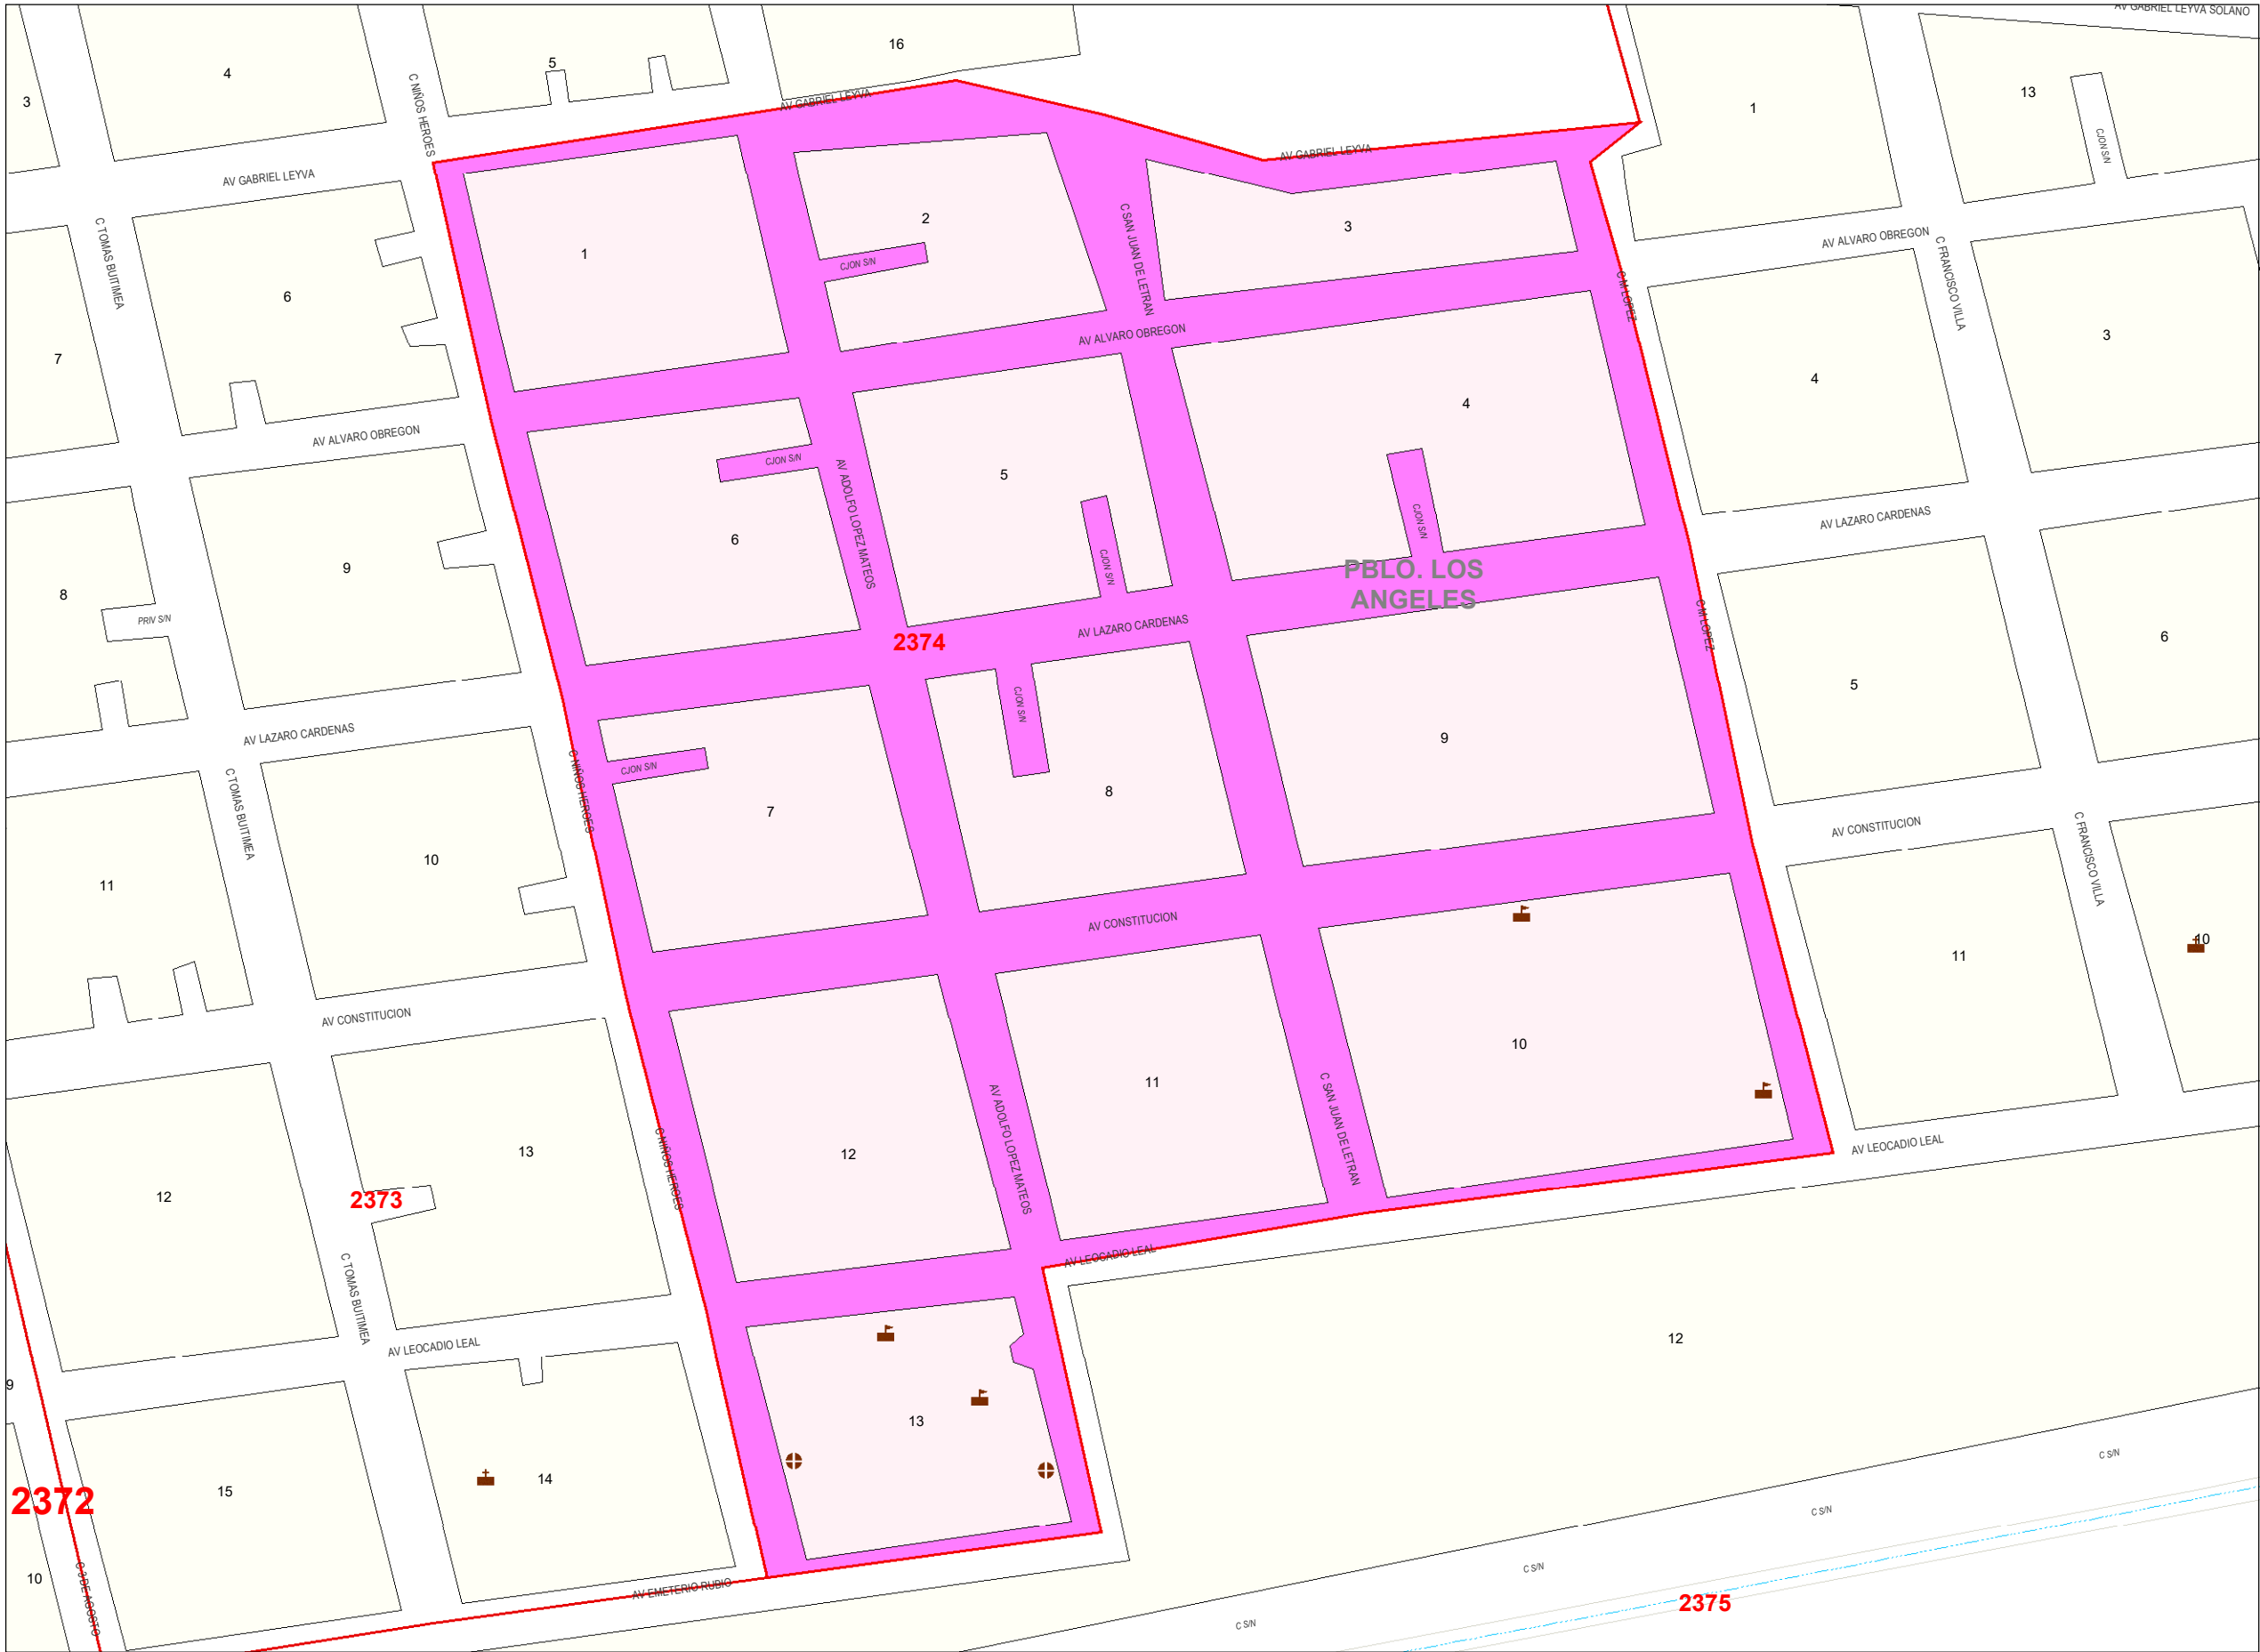 AV GABRIEL LEYVA SOLANO
16
5
4
3
1
13
C NIÑOS HEROES
AV GABRIEL LEYVA
CJON S/N
AV GABRIEL LEYVA
AV GABRIEL LEYVA
2
3
1
C SAN JUAN DE LETRAN
C TOMAS BUITIMEA
AV ALVARO OBREGON
C FRANCISCO VILLA
CJON S/N
6
C M LOPEZ
3
7
AV ALVARO OBREGON
4
4
AV ALVARO OBREGON
CJON S/N
5
AV ADOLFO LOPEZ MATEOS
CJON S/N
AV LAZARO CARDENAS
6
CJON S/N
9
PBLO. LOS
ANGELES
8
PRIV S/N
AV LAZARO CARDENAS
C M LOPEZ
2374
6
5
CJON S/N
AV LAZARO CARDENAS
9
CJON S/N
C NIÑOS HEROES
8
7
C TOMAS BUITIMEA
AV CONSTITUCION
10
C FRANCISCO VILLA
11
AV CONSTITUCION
10
11
AV CONSTITUCION
10
11
C SAN JUAN DE LETRAN
AV ADOLFO LOPEZ MATEOS
AV LEOCADIO LEAL
13
12
C NIÑOS HEROES
12
2373
AV LEOCADIO LEAL
C TOMAS BUITIMEA
AV LEOCADIO LEAL
12
9
13
C S/N
14
15
2372
C S/N
C S/N
10
C 3 DE AGOSTO
AV EMETERIO RUBIO
2375
C S/N